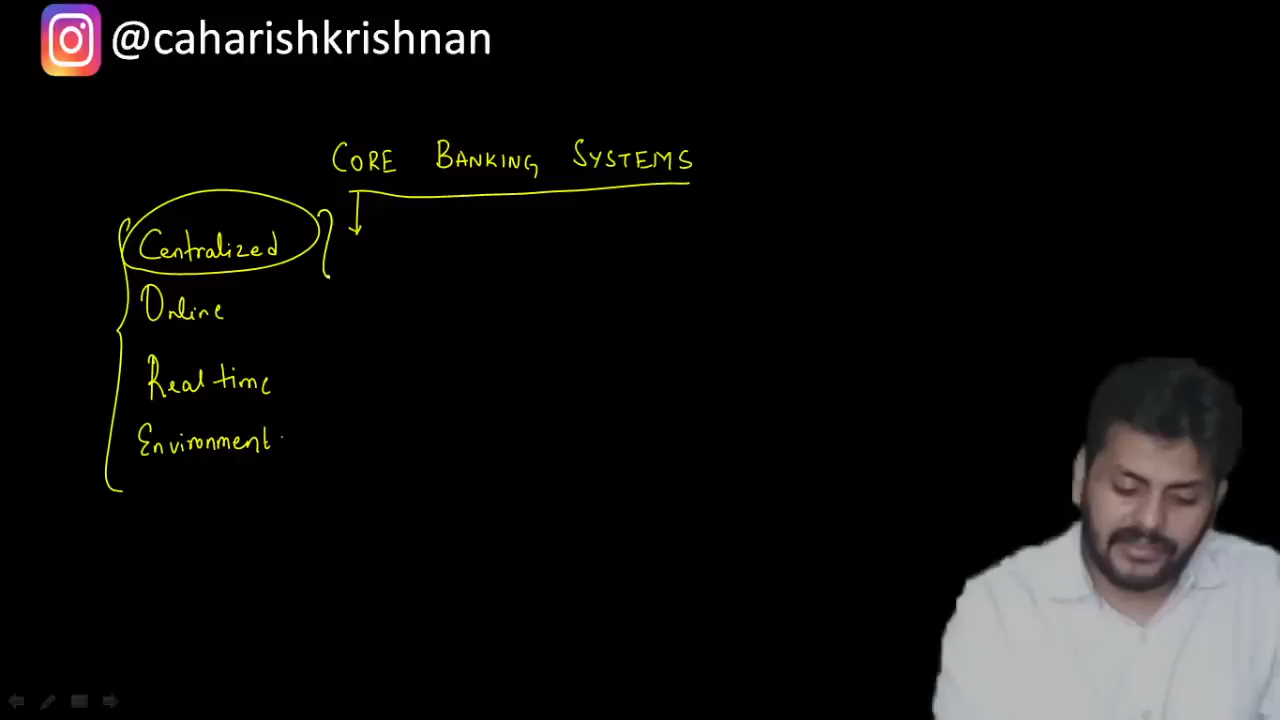 @caharishkrishnan
CORE BANKING SYSTEMS
Centralized
Online
Real time
Environment